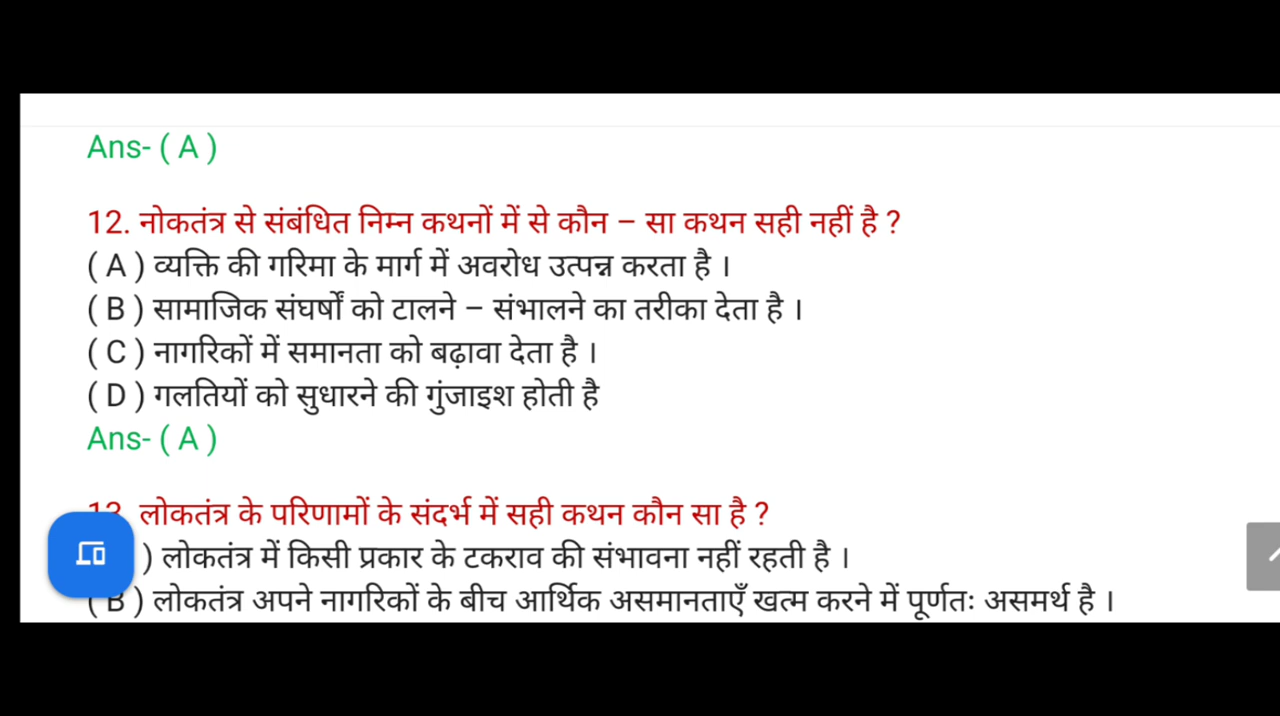 Ans- ( A )
12. नोकतंत्र से संबंधित निम्न कथनों में से कौन – सा कथन सही नहीं है ?
( A ) व्यक्ति की गरिमा के मार्ग में अवरोध उत्पन्न करता है ।
( B ) सामाजिक संघर्षों को टालने – संभालने का तरीका देता है ।
( C ) नागरिकों में समानता को बढ़ावा देता है ।
( D ) गलतियों को सुधारने की गुंजाइश होती है
Ans- ( A )
13. लोकतंत्र के परिणामों के संदर्भ में सही कथन कौन सा है ?
) लोकतंत्र में किसी प्रकार के टकराव की संभावना नहीं रहती है ।
( B ) लोकतंत्र अपने नागरिकों के बीच आर्थिक असमानताएँ खत्म करने में पूर्णतः असमर्थ है ।